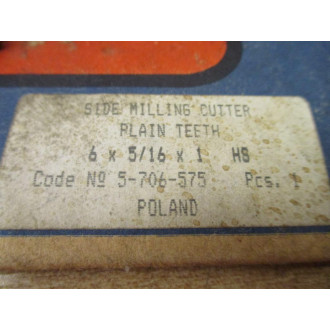 SIDE MILLING CUTTER
PLAIN TEETH
6 x 5/16 x 1 HS
Code Nº 5-706-575 Pcs. 1
POLAND